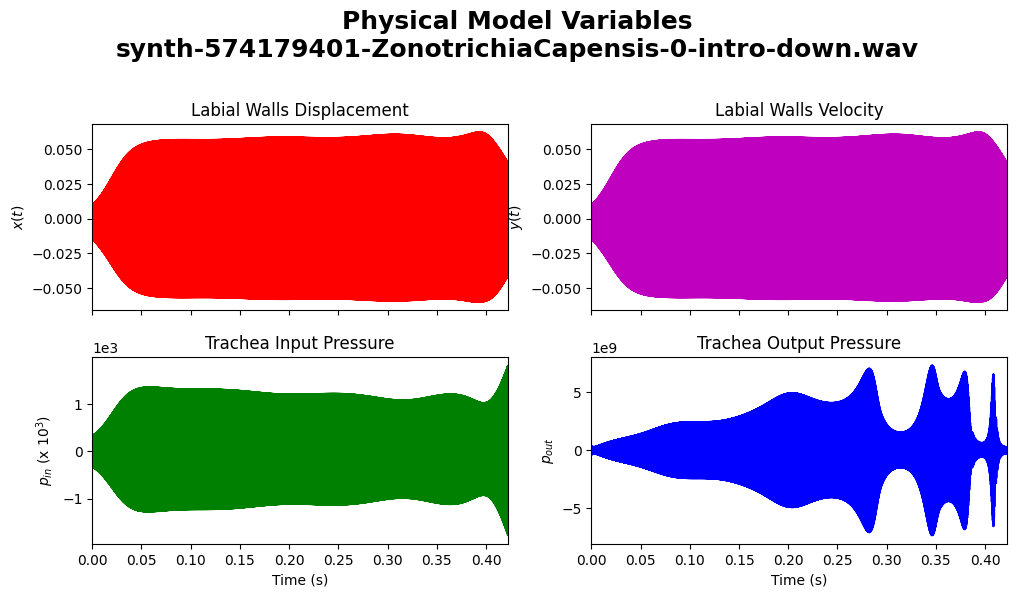 Physical Model Variables
synth-574179401-ZonotrichiaCapensis-0-intro-down.wav
Labial Walls Displacement
x(t)
0.050
0.025
0.000
−0.025
−0.050
Labial Walls Velocity
y(t)
0.050
0.025
0.000
−0.025
−0.050
Trachea Input Pressure
1e3
p_in (x 10^3)
1
0
−1
0.00 0.05 0.10 0.15 0.20 0.25 0.30 0.35 0.40
Time (s)
Trachea Output Pressure
1e9
p_out
5
0
−5
0.00 0.05 0.10 0.15 0.20 0.25 0.30 0.35 0.40
Time (s)